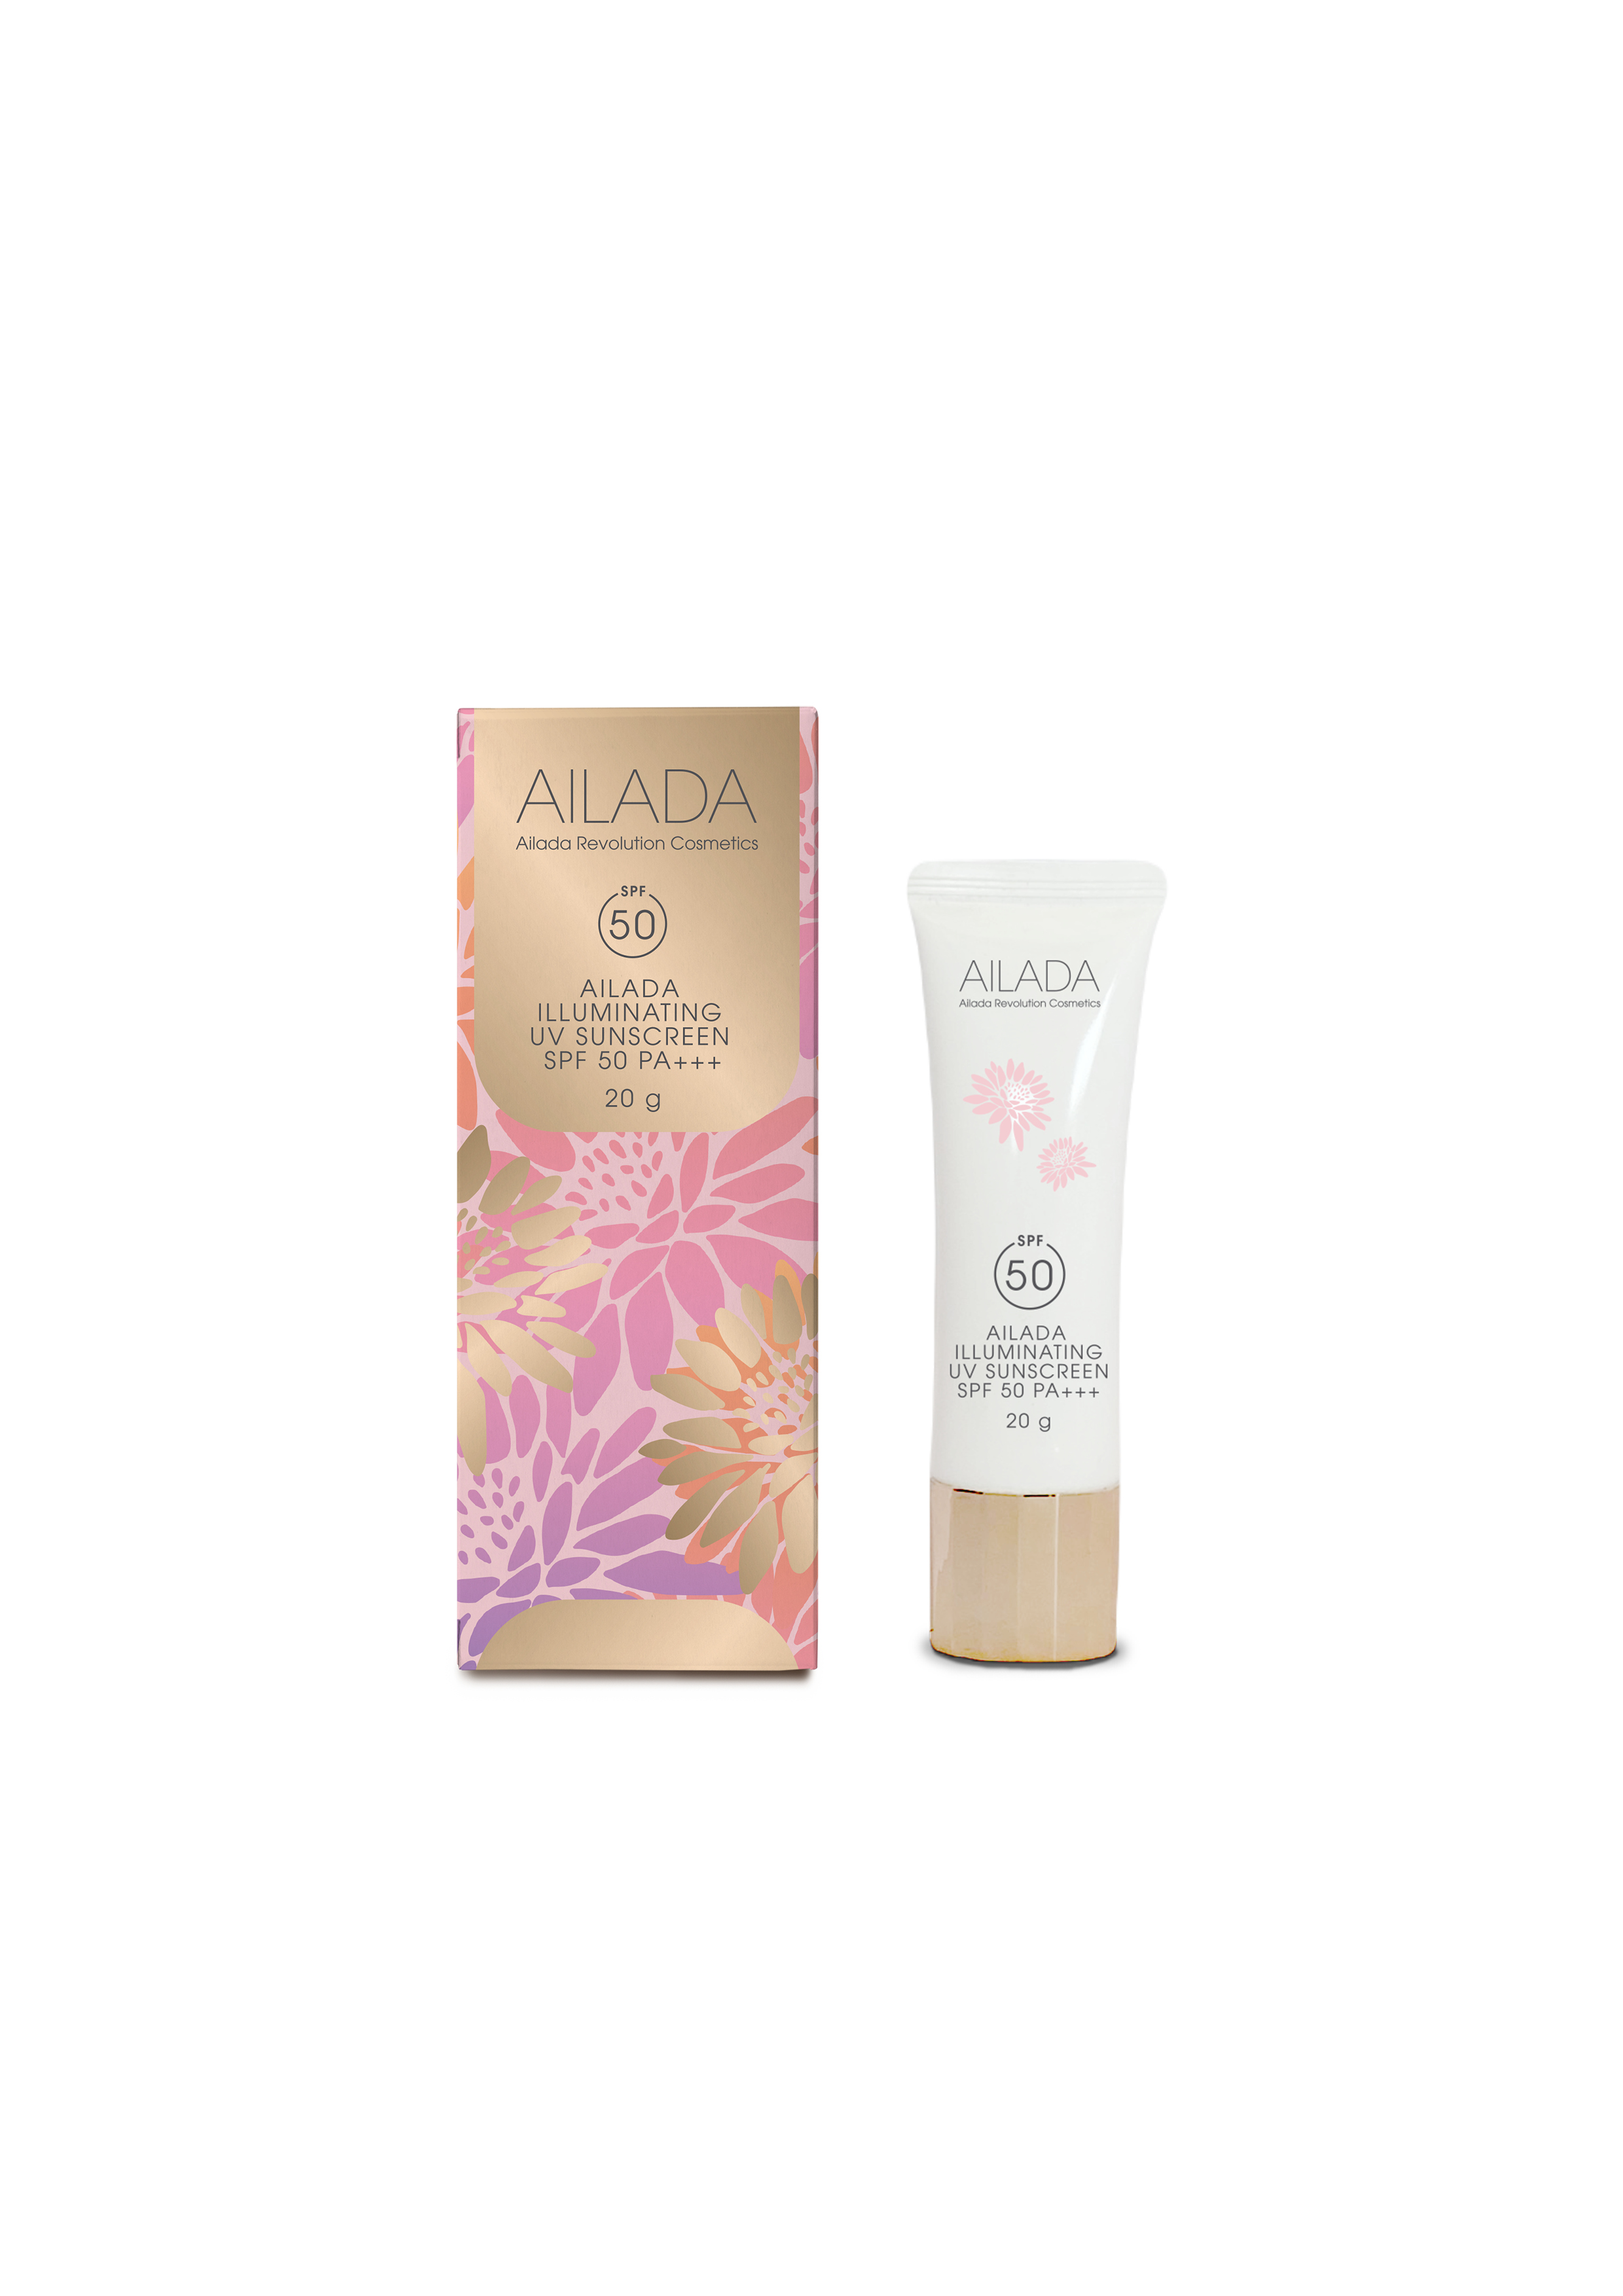 AILADA
Ailada Revolution Cosmetics
SPF
50
AILADA
ILLUMINATING
UV SUNSCREEN
SPF 50 PA+++
20 g
AILADA
Ailada Revolution Cosmetics
SPF
50
AILADA
ILLUMINATING
UV SUNSCREEN
SPF 50 PA+++
20 g